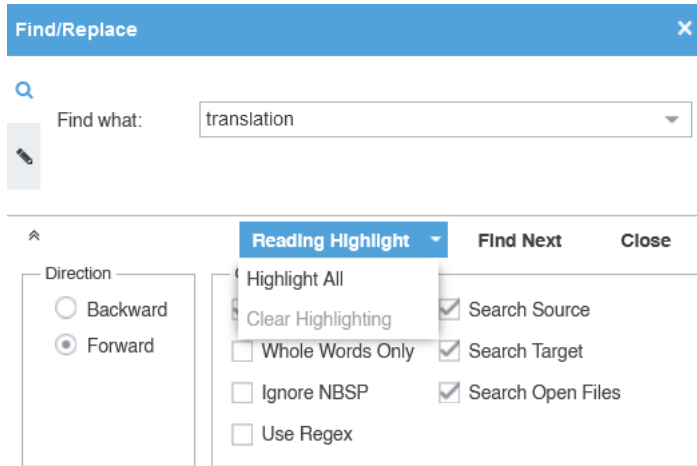 Find/Replace
Find what: translation
Reading Highlight Find Next Close
Highlight All
Clear Highlighting
Direction
Backward
Forward
Search Source
Whole Words Only Search Target
Ignore NBSP Search Open Files
Use Regex